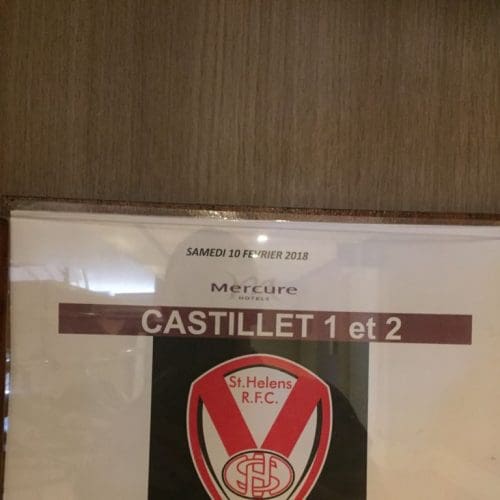 SAMEDI 10 FEVRIER 2018
Mercure
HOTELS
CASTILLET 1 et 2
St.Helens
R.F.C.